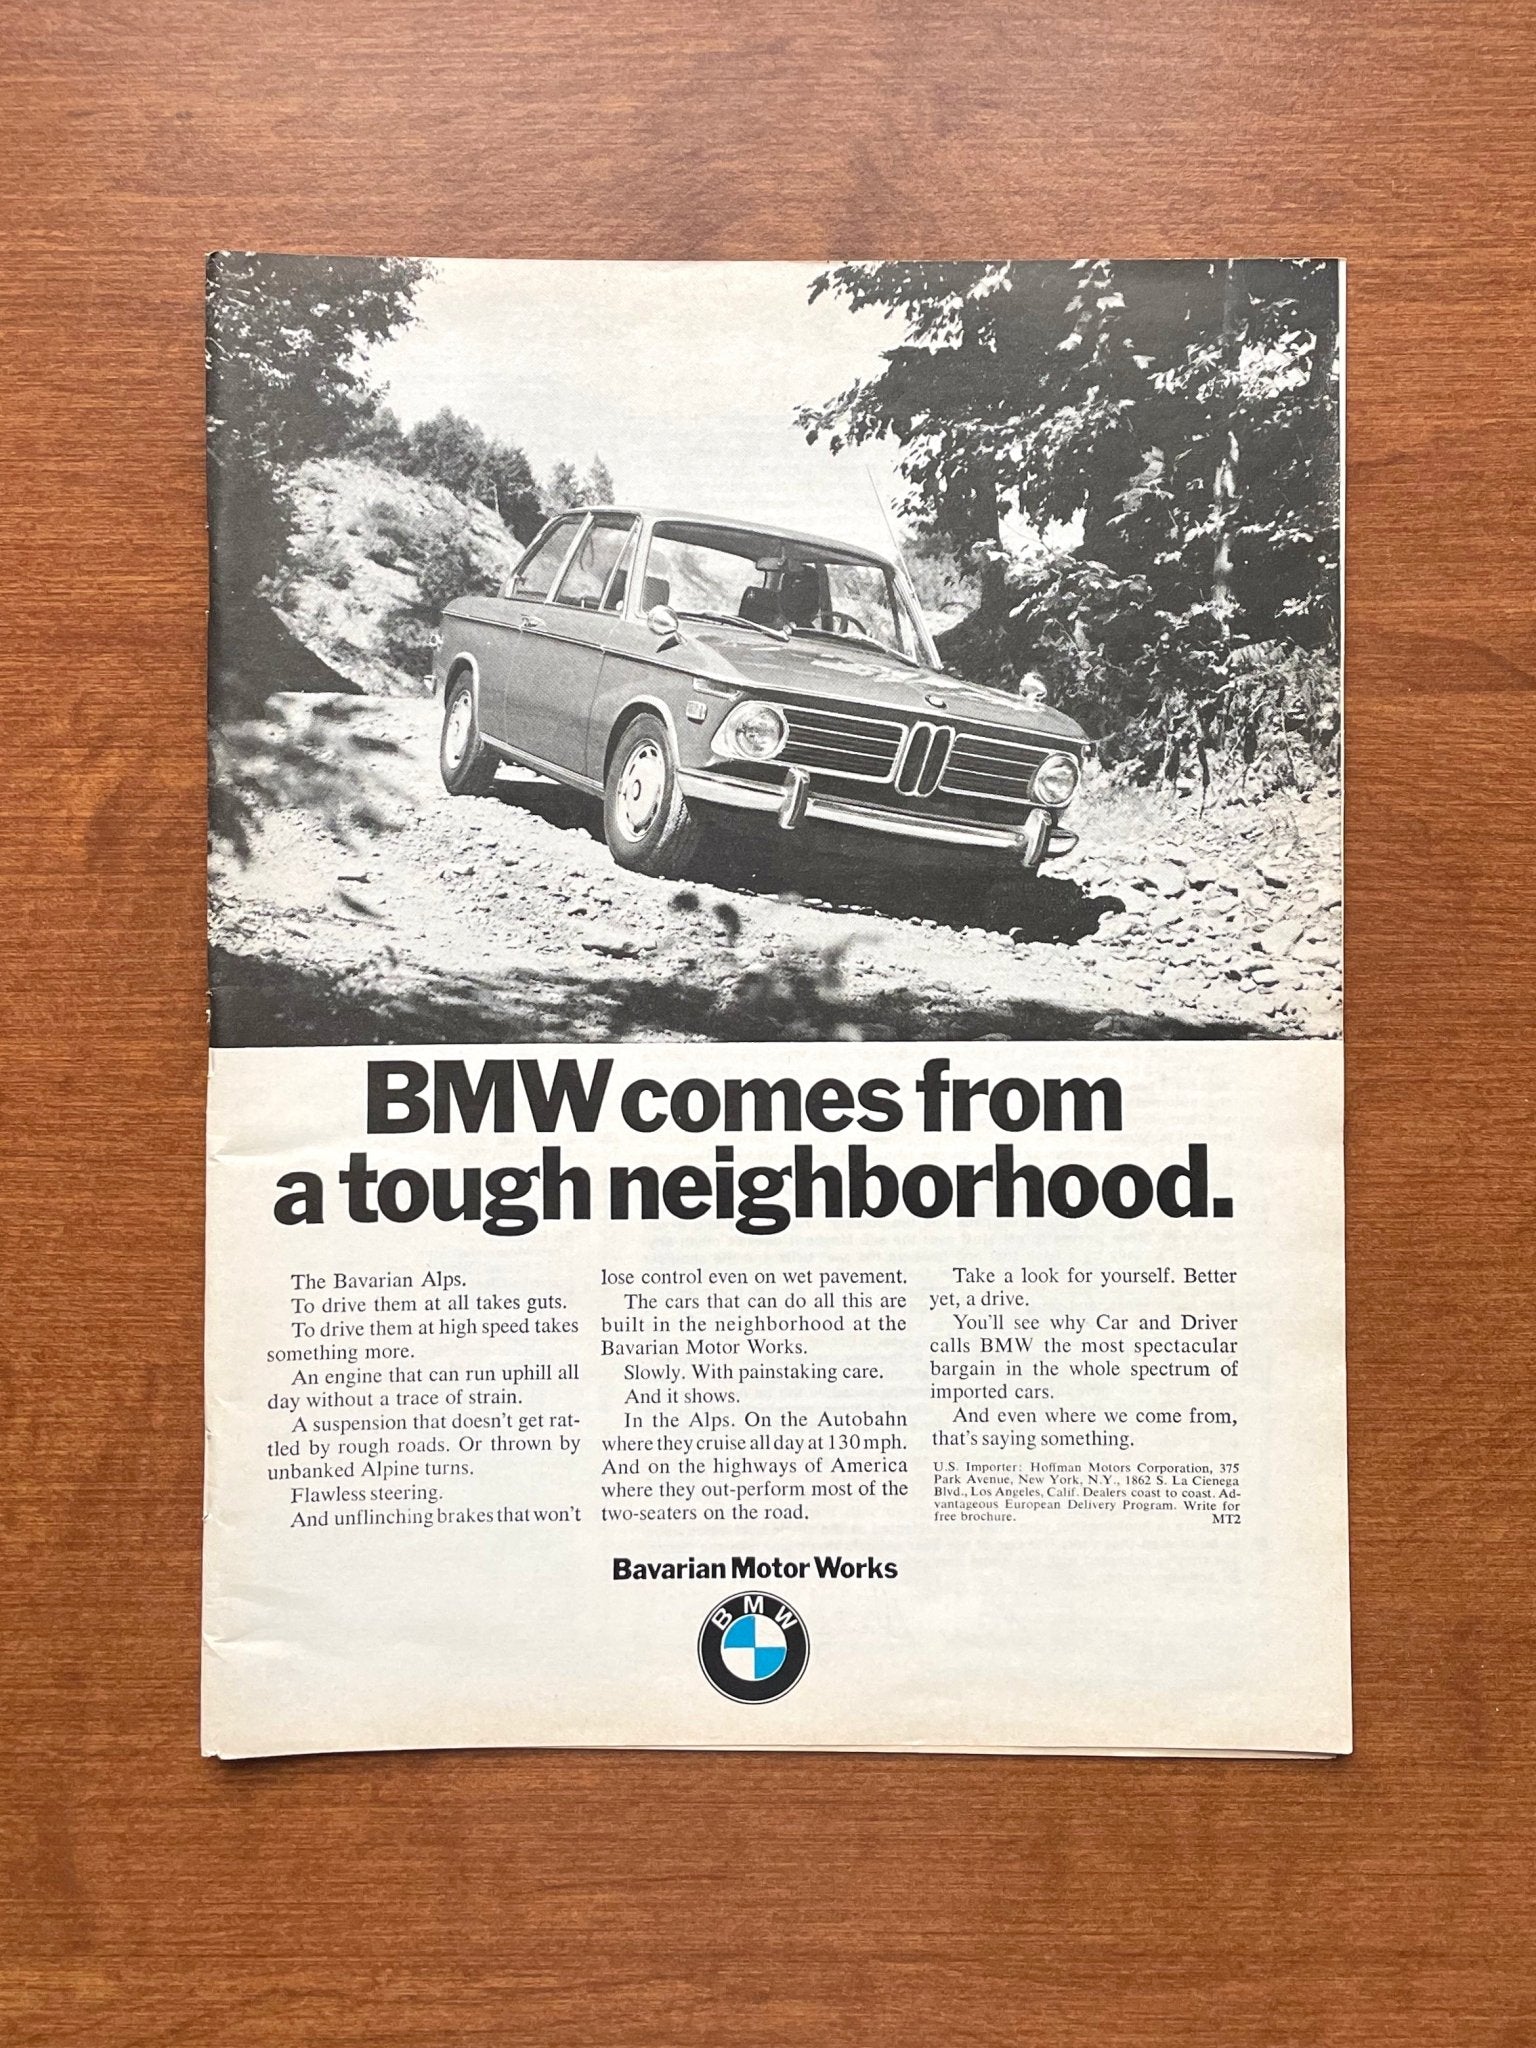 BMW comes from
a tough neighborhood.
The Bavarian Alps.
To drive them at all takes guts.
To drive them at high speed takes
something more.
An engine that can run uphill all
day without a trace of strain.
A suspension that doesn't get rat-
tled by rough roads. Or thrown by
unbanked Alpine turns.
Flawless steering.
And unflinching brakes that won't
lose control even on wet pavement.
The cars that can do all this are
built in the neighborhood at the
Bavarian Motor Works.
Slowly. With painstaking care.
And it shows.
In the Alps. On the Autobahn
where they cruise all day at 130 mph.
And on the highways of America
where they out-perform most of the
two-seaters on the road.
Take a look for yourself. Better
yet, a drive.
You'll see why Car and Driver
calls BMW the most spectacular
bargain in the whole spectrum of
imported cars.
And even where we come from,
that's saying something.
U.S. Importer: Hoffman Motors Corporation, 375
Park Avenue, New York, N.Y., 1862 S. La Cienega
Blvd., Los Angeles, Calif. Dealers coast to coast. Ad-
vantageous European Delivery Program. Write for
free brochure. MT2
Bavarian Motor Works
BMW